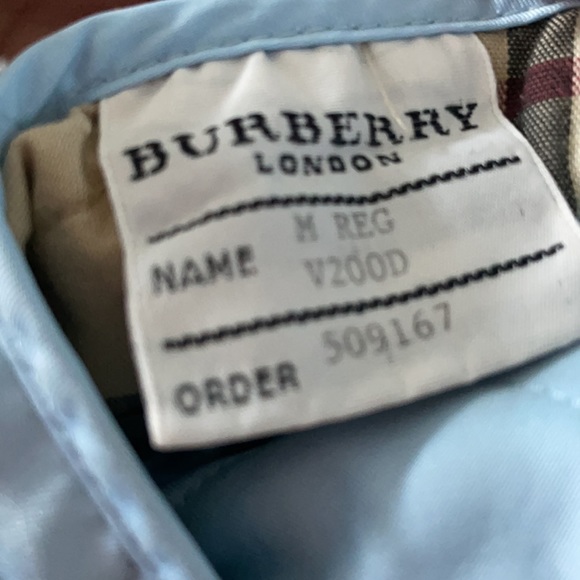 BURBERRY
LONDON
M REG
NAME V200D
ORDER 509167